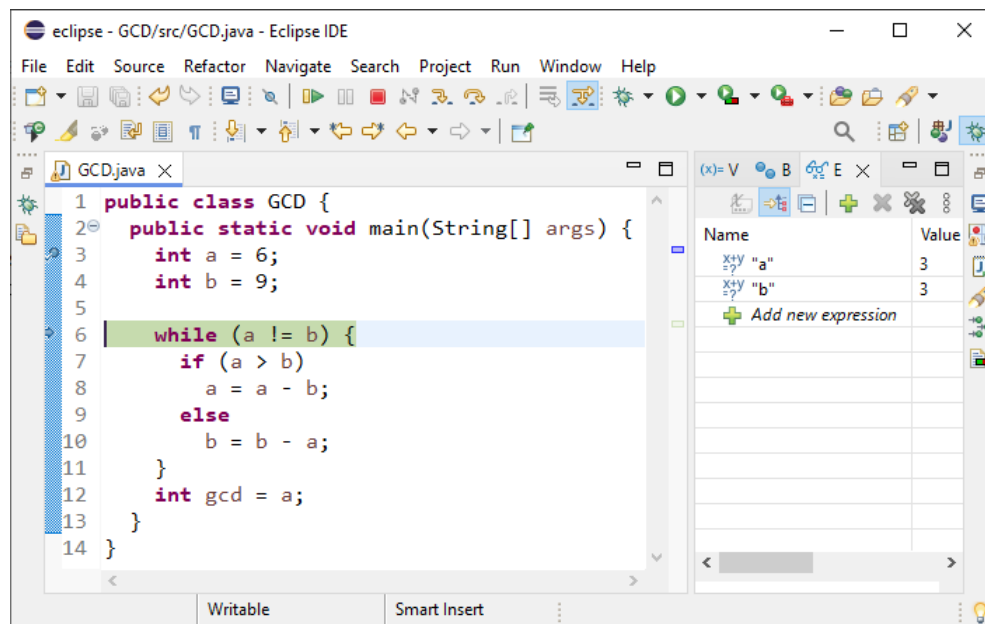 eclipse - GCD/src/GCD.java - Eclipse IDE
File Edit Source Refactor Navigate Search Project Run Window Help
GCD.java
1 public class GCD {
2 public static void main(String[] args) {
3 int a = 6;
4 int b = 9;
5
6 while (a != b) {
7 if (a > b)
8 a = a - b;
9 else
10 b = b - a;
11 }
12 int gcd = a;
13 }
14 }
(x)= V B E
Name Value
x+y =? "a" 3
x+y =? "b" 3
Add new expression
Writable Smart Insert